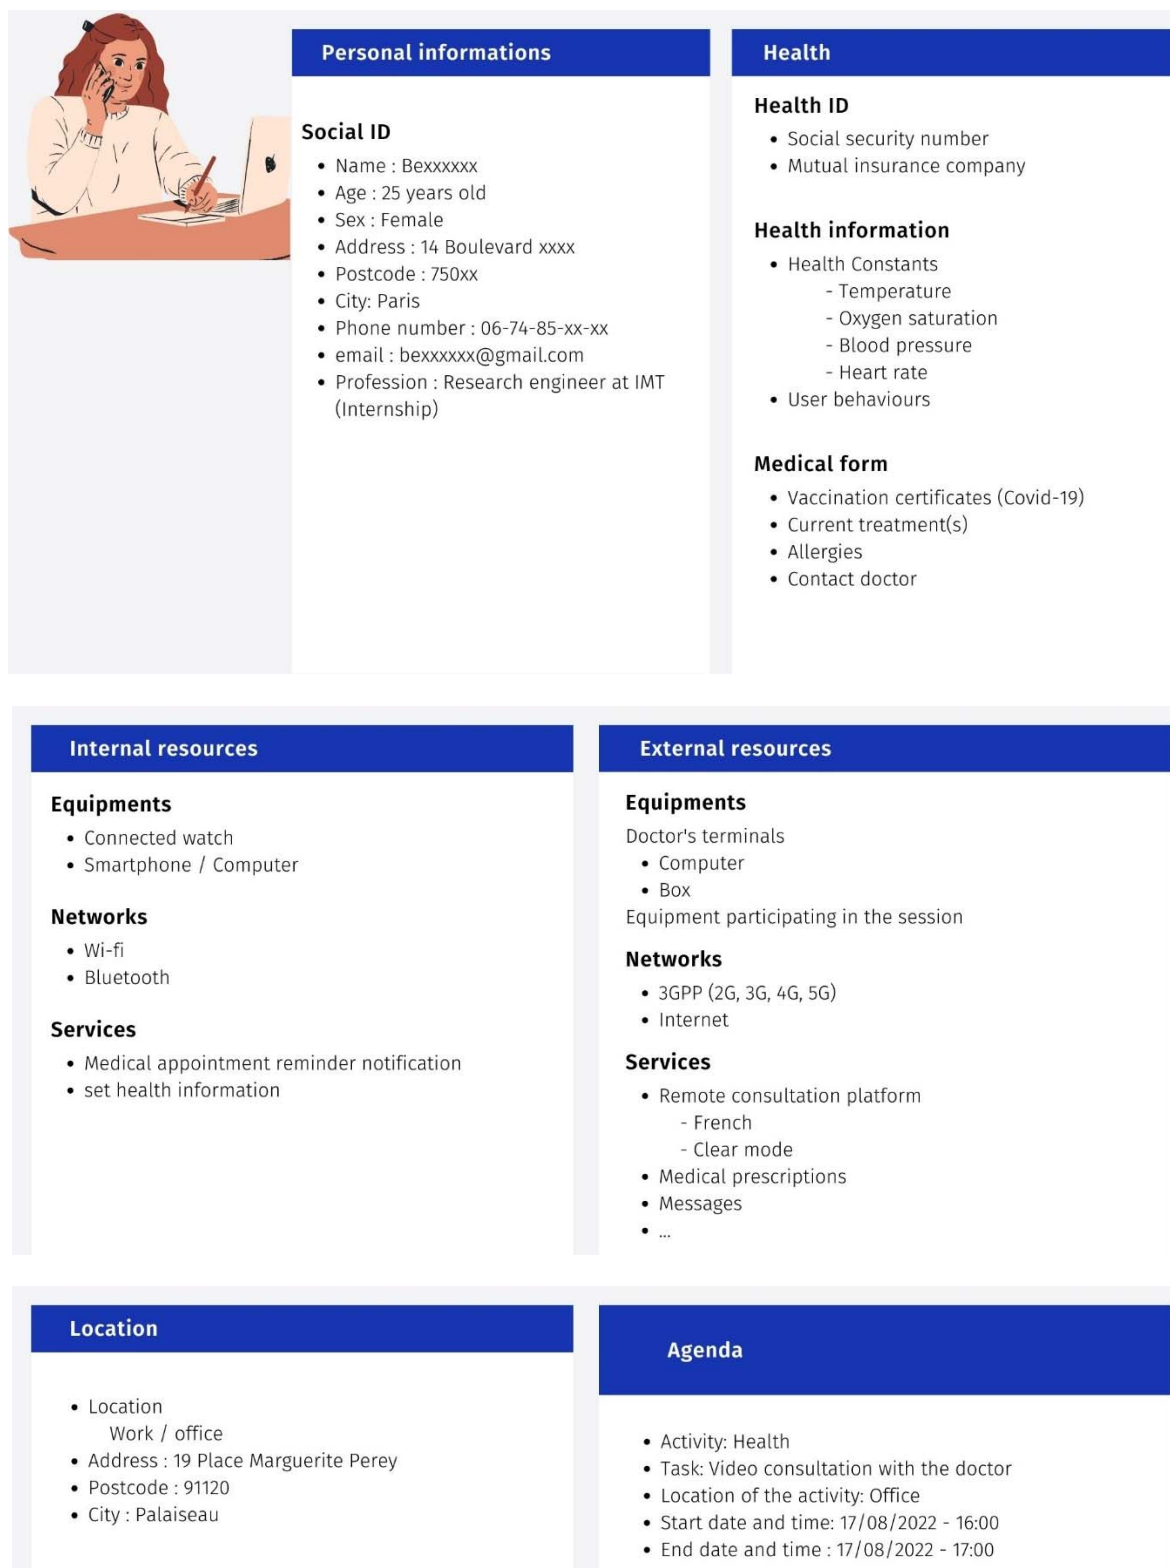 Personal informations
Social ID
• Name : Bexxxxxx
• Age : 25 years old
• Sex : Female
• Address : 14 Boulevard xxxx
• Postcode : 750xx
• City: Paris
• Phone number : 06-74-85-xx-xx
• email : bexxxxxx@gmail.com
• Profession : Research engineer at IMT
(Internship)
Health
Health ID
• Social security number
• Mutual insurance company
Health information
• Health Constants
- Temperature
- Oxygen saturation
- Blood pressure
- Heart rate
• User behaviours
Medical form
• Vaccination certificates (Covid-19)
• Current treatment(s)
• Allergies
• Contact doctor
Internal resources
Equipments
• Connected watch
• Smartphone / Computer
Networks
• Wi-fi
• Bluetooth
Services
• Medical appointment reminder notification
• set health information
External resources
Equipments
Doctor's terminals
• Computer
• Box
Equipment participating in the session
Networks
• 3GPP (2G, 3G, 4G, 5G)
• Internet
Services
• Remote consultation platform
- French
- Clear mode
• Medical prescriptions
• Messages
• ...
Location
• Location
Work / office
• Address : 19 Place Marguerite Perey
• Postcode : 91120
• City : Palaiseau
Agenda
• Activity: Health
• Task: Video consultation with the doctor
• Location of the activity: Office
• Start date and time: 17/08/2022 - 16:00
• End date and time : 17/08/2022 - 17:00